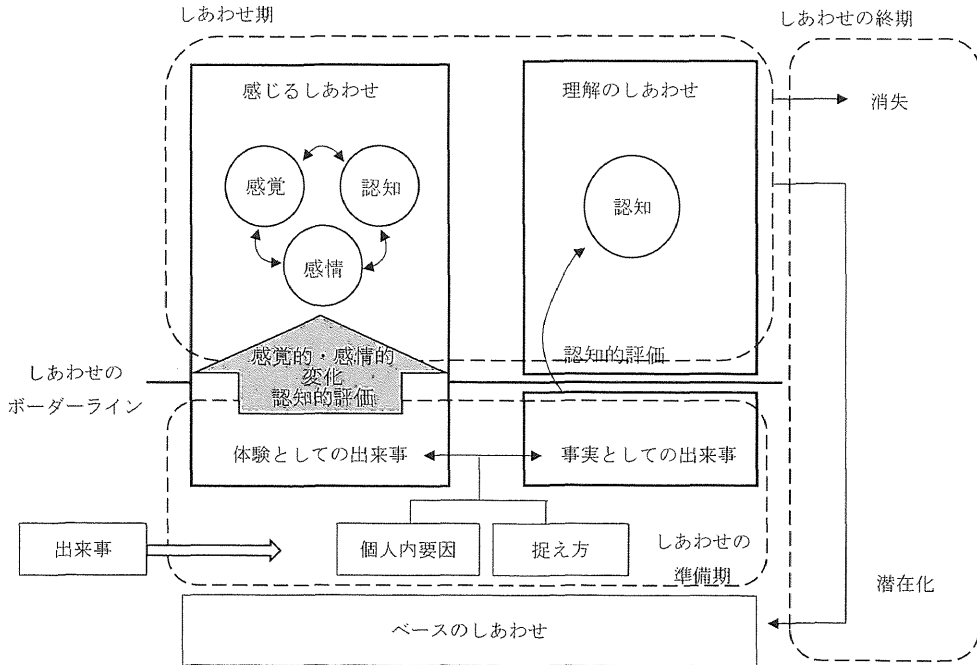 しあわせ期
しあわせの終期
感じるしあわせ
理解のしあわせ
消失
感覚
認知
感情
認知
感覚的・感情的
変化
認知的評価
認知的評価
しあわせの
ボーダーライン
体験としての出来事
事実としての出来事
出来事
個人内要因
捉え方
しあわせの
準備期
潜在化
ベースのしあわせ